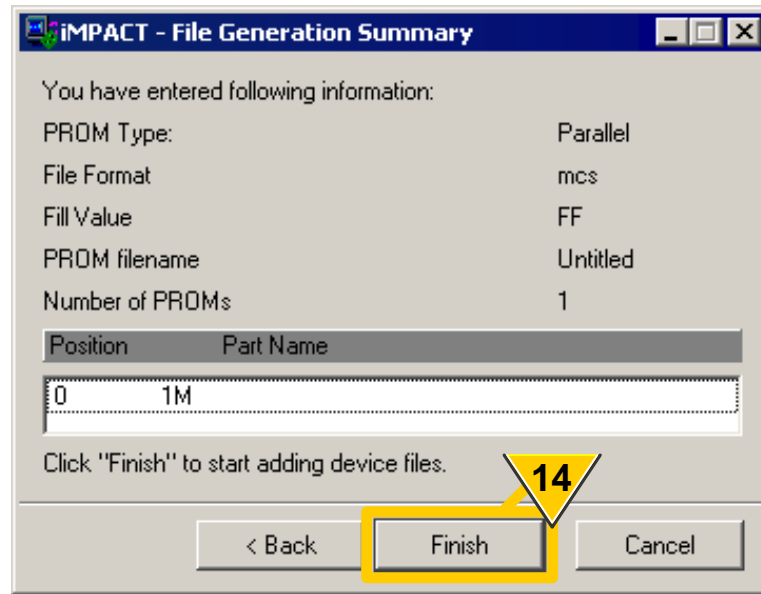 iMPACT - File Generation Summary
You have entered following information:
PROM Type: Parallel
File Format mcs
Fill Value FF
PROM filename Untitled
Number of PROMs 1
Position Part Name
0 1M
Click "Finish" to start adding device files.
14
< Back Finish Cancel